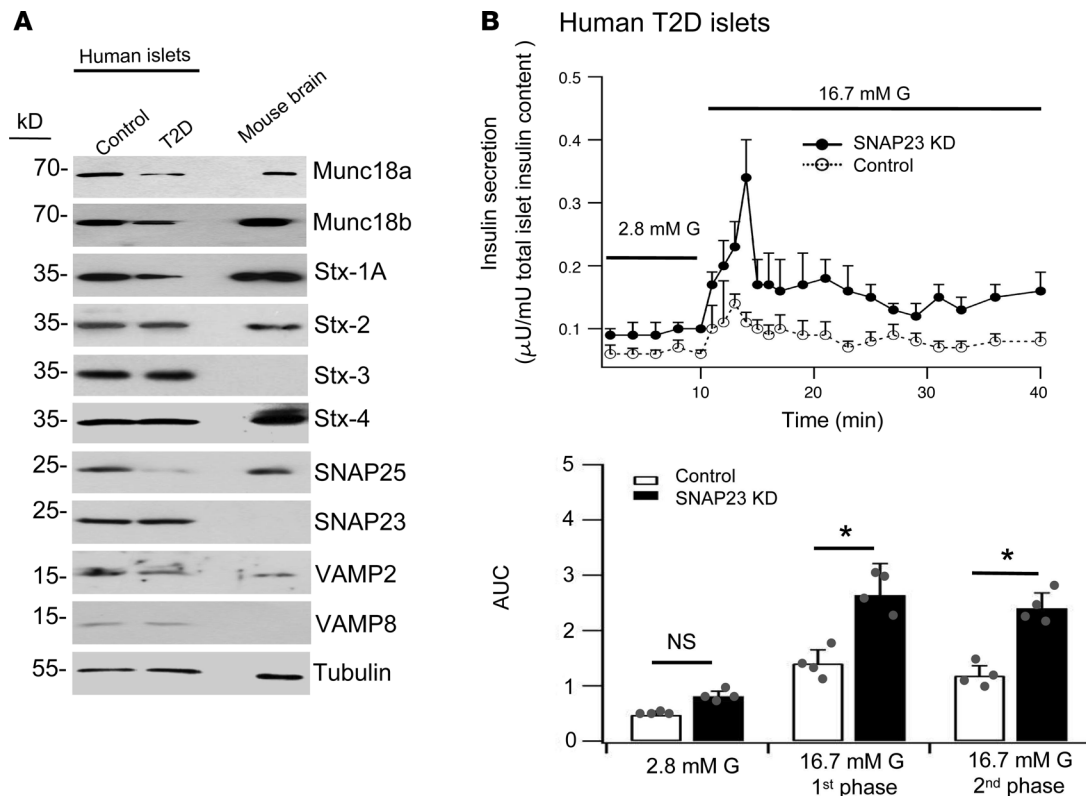 A
Human islets
kD
Control
T2D
Mouse brain
70-
Munc18a
70-
Munc18b
35-
Stx-1A
35-
Stx-2
35-
Stx-3
35-
Stx-4
25-
SNAP25
25-
SNAP23
15-
VAMP2
15-
VAMP8
55-
Tubulin
B
Human T2D islets
Insulin secretion
(µU/mU total islet insulin content )
0.5
0.4
0.3
0.2
0.1
16.7 mM G
SNAP23 KD
Control
2.8 mM G
10
20
30
40
Time (min)
AUC
5
4
3
2
1
0
Control
SNAP23 KD
NS
*
*
2.8 mM G
16.7 mM G
1st phase
16.7 mM G
2nd phase